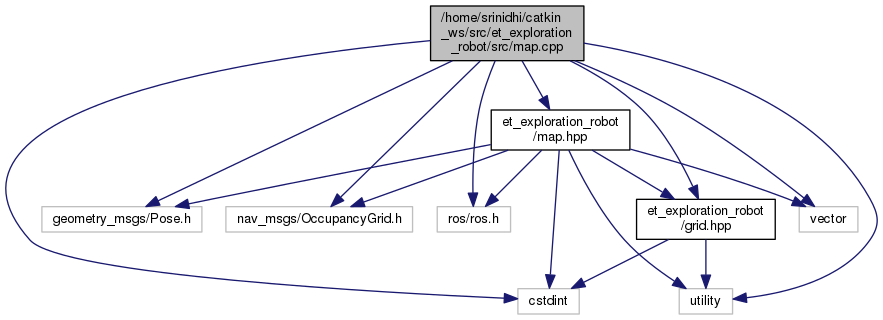 /home/srinidhi/catkin
_ws/src/et_exploration
_robot/src/map.cpp
et_exploration_robot
/map.hpp
geometry_msgs/Pose.h
nav_msgs/OccupancyGrid.h
ros/ros.h
et_exploration_robot
/grid.hpp
vector
cstdint
utility